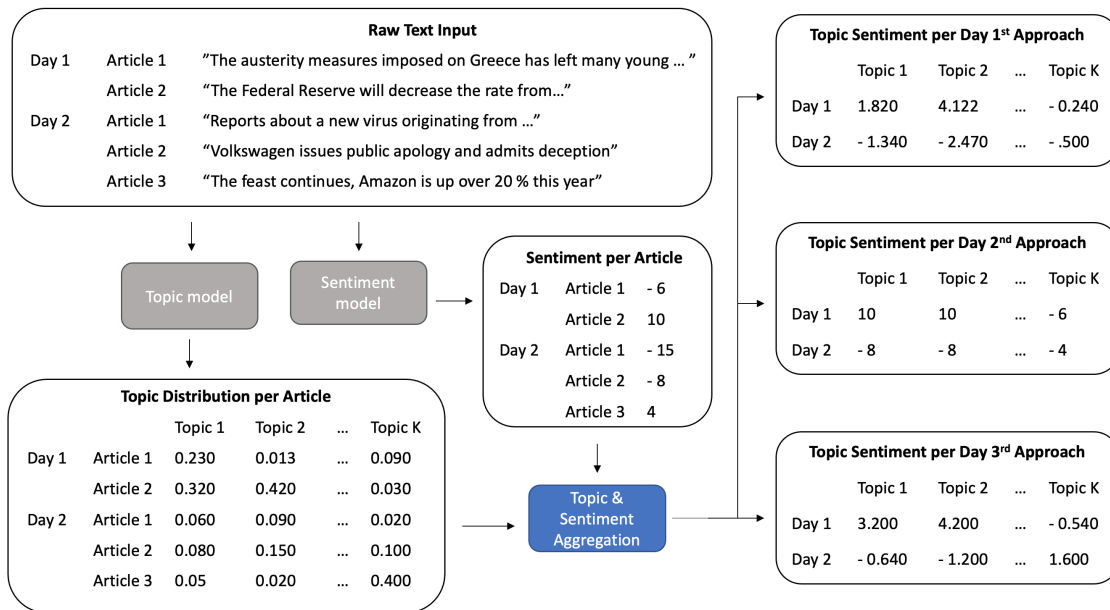 Raw Text Input
Day 1 Article 1 ”The austerity measures imposed on Greece has left many young … ”
Article 2 “The Federal Reserve will decrease the rate from…”
Day 2 Article 1 “Reports about a new virus originating from …”
Article 2 “Volkswagen issues public apology and admits deception”
Article 3 “The feast continues, Amazon is up over 20 % this year”
Topic model
Sentiment
model
Sentiment per Article
Day 1 Article 1 - 6
Article 2 10
Day 2 Article 1 - 15
Article 2 - 8
Article 3 4
Topic Distribution per Article
Topic 1 Topic 2 … Topic K
Day 1 Article 1 0.230 0.013 … 0.090
Article 2 0.320 0.420 … 0.030
Day 2 Article 1 0.060 0.090 … 0.020
Article 2 0.080 0.150 … 0.100
Article 3 0.05 0.020 … 0.400
Topic &
Sentiment
Aggregation
Topic Sentiment per Day 1st Approach
Topic 1 Topic 2 … Topic K
Day 1 1.820 4.122 … - 0.240
Day 2 - 1.340 - 2.470 … - .500
Topic Sentiment per Day 2nd Approach
Topic 1 Topic 2 … Topic K
Day 1 10 10 … - 6
Day 2 - 8 - 8 … - 4
Topic Sentiment per Day 3rd Approach
Topic 1 Topic 2 … Topic K
Day 1 3.200 4.200 … - 0.540
Day 2 - 0.640 - 1.200 … 1.600